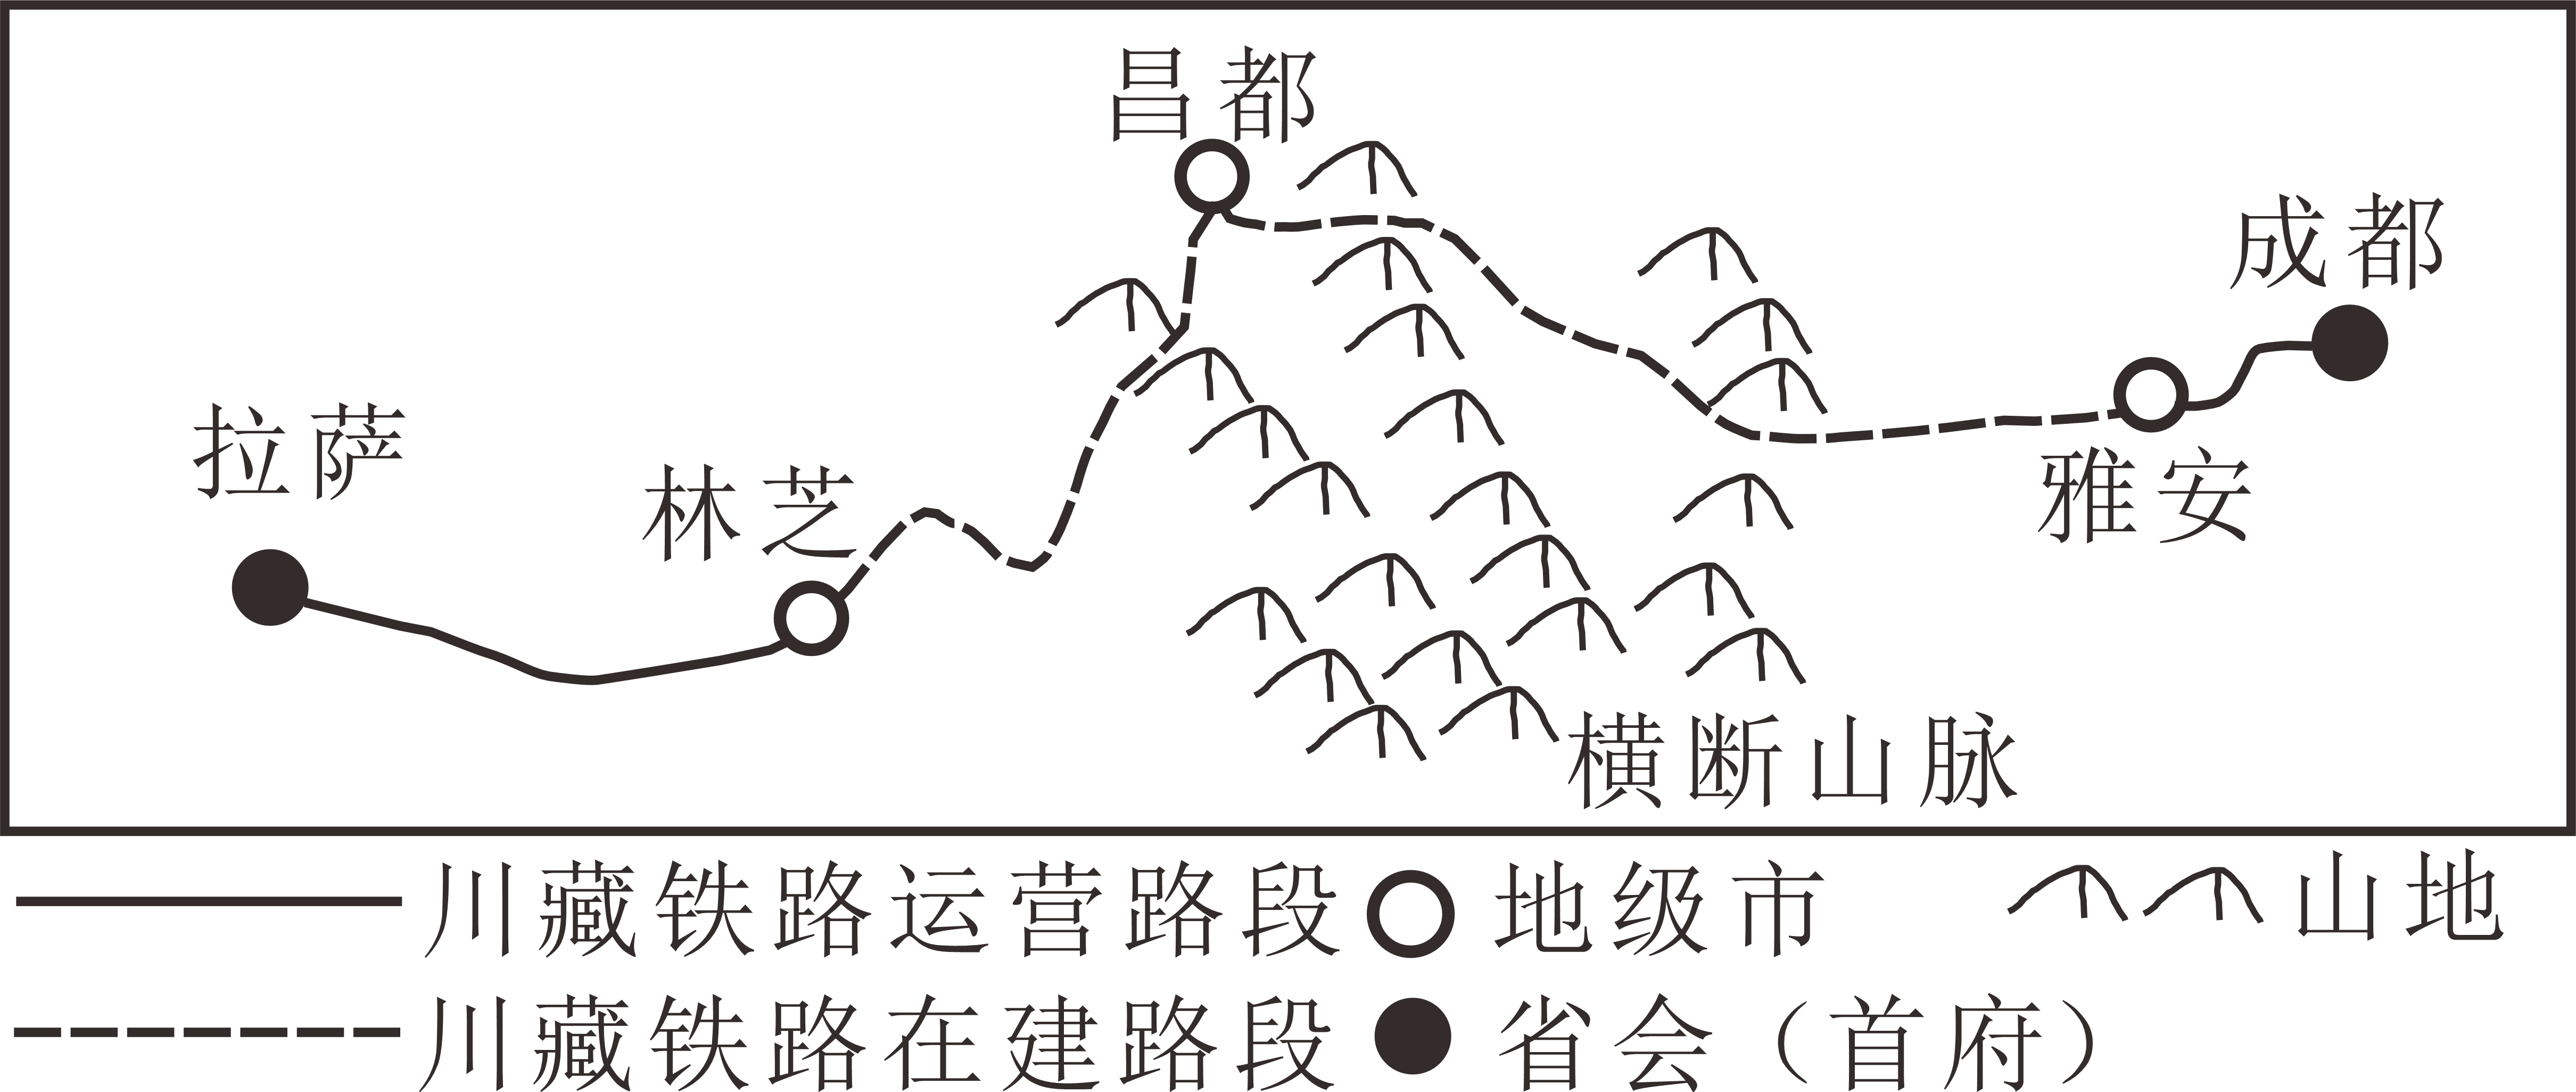 昌都
成都
拉萨
林芝
雅安
横断山脉
川藏铁路运营路段
地级市
山地
川藏铁路在建路段
省会（首府）